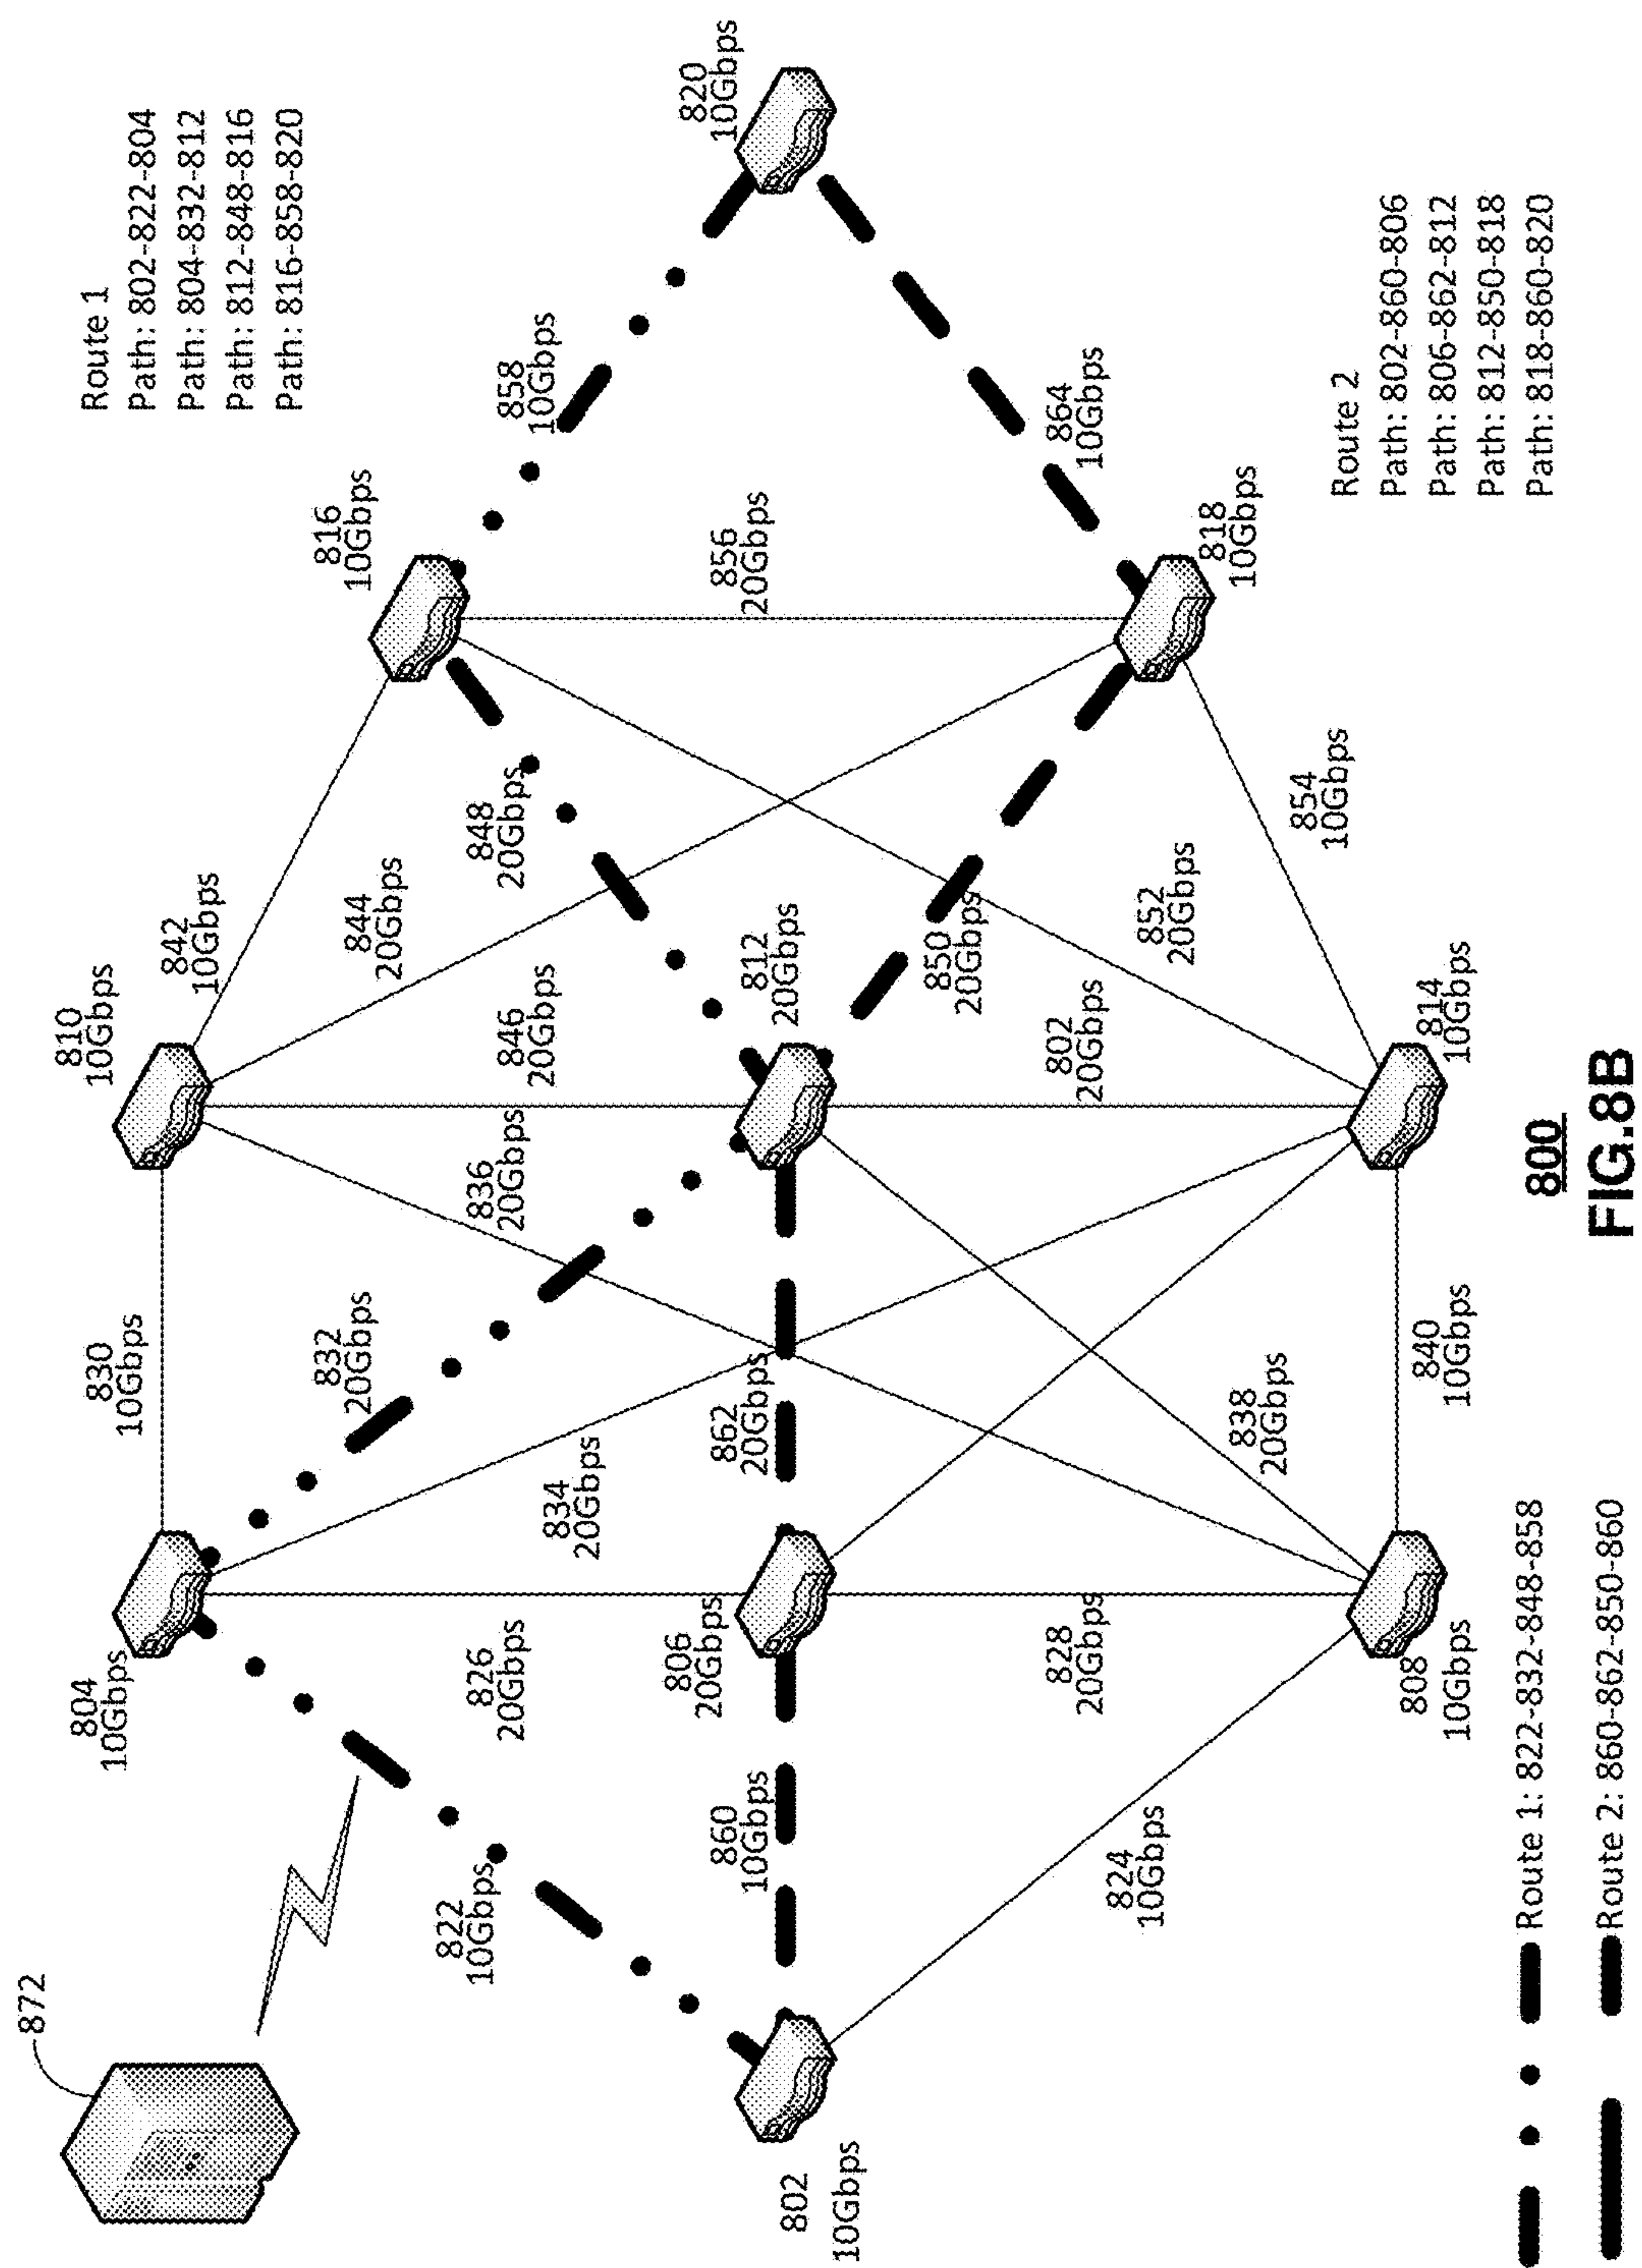 872
804
10Gbps
830
10Gbps
810
10Gbps
842
10Gbps
816
10Gbps
Route 1
Path: 802-822-804
Path: 804-832-812
Path: 812-848-816
Path: 816-858-820
822
10Gbps
826
20Gbps
832
20Gbps
834
20Gbps
836
20Gbps
846
20Gbps
844
20Gbps
848
20Gbps
858
10Gbps
802
10Gbps
860
10Gbps
806
20Gbps
862
20Gbps
812
20Gbps
856
20Gbps
820
10Gbps
824
10Gbps
828
20Gbps
838
20Gbps
802
20Gbps
850
20Gbps
852
20Gbps
854
10Gbps
864
10Gbps
818
10Gbps
808
10Gbps
840
10Gbps
814
10Gbps
Route 2
Path: 802-860-806
Path: 806-862-812
Path: 812-850-818
Path: 818-860-820
Route 1: 822-832-848-858
Route 2: 860-862-850-860
800
FIG.8B